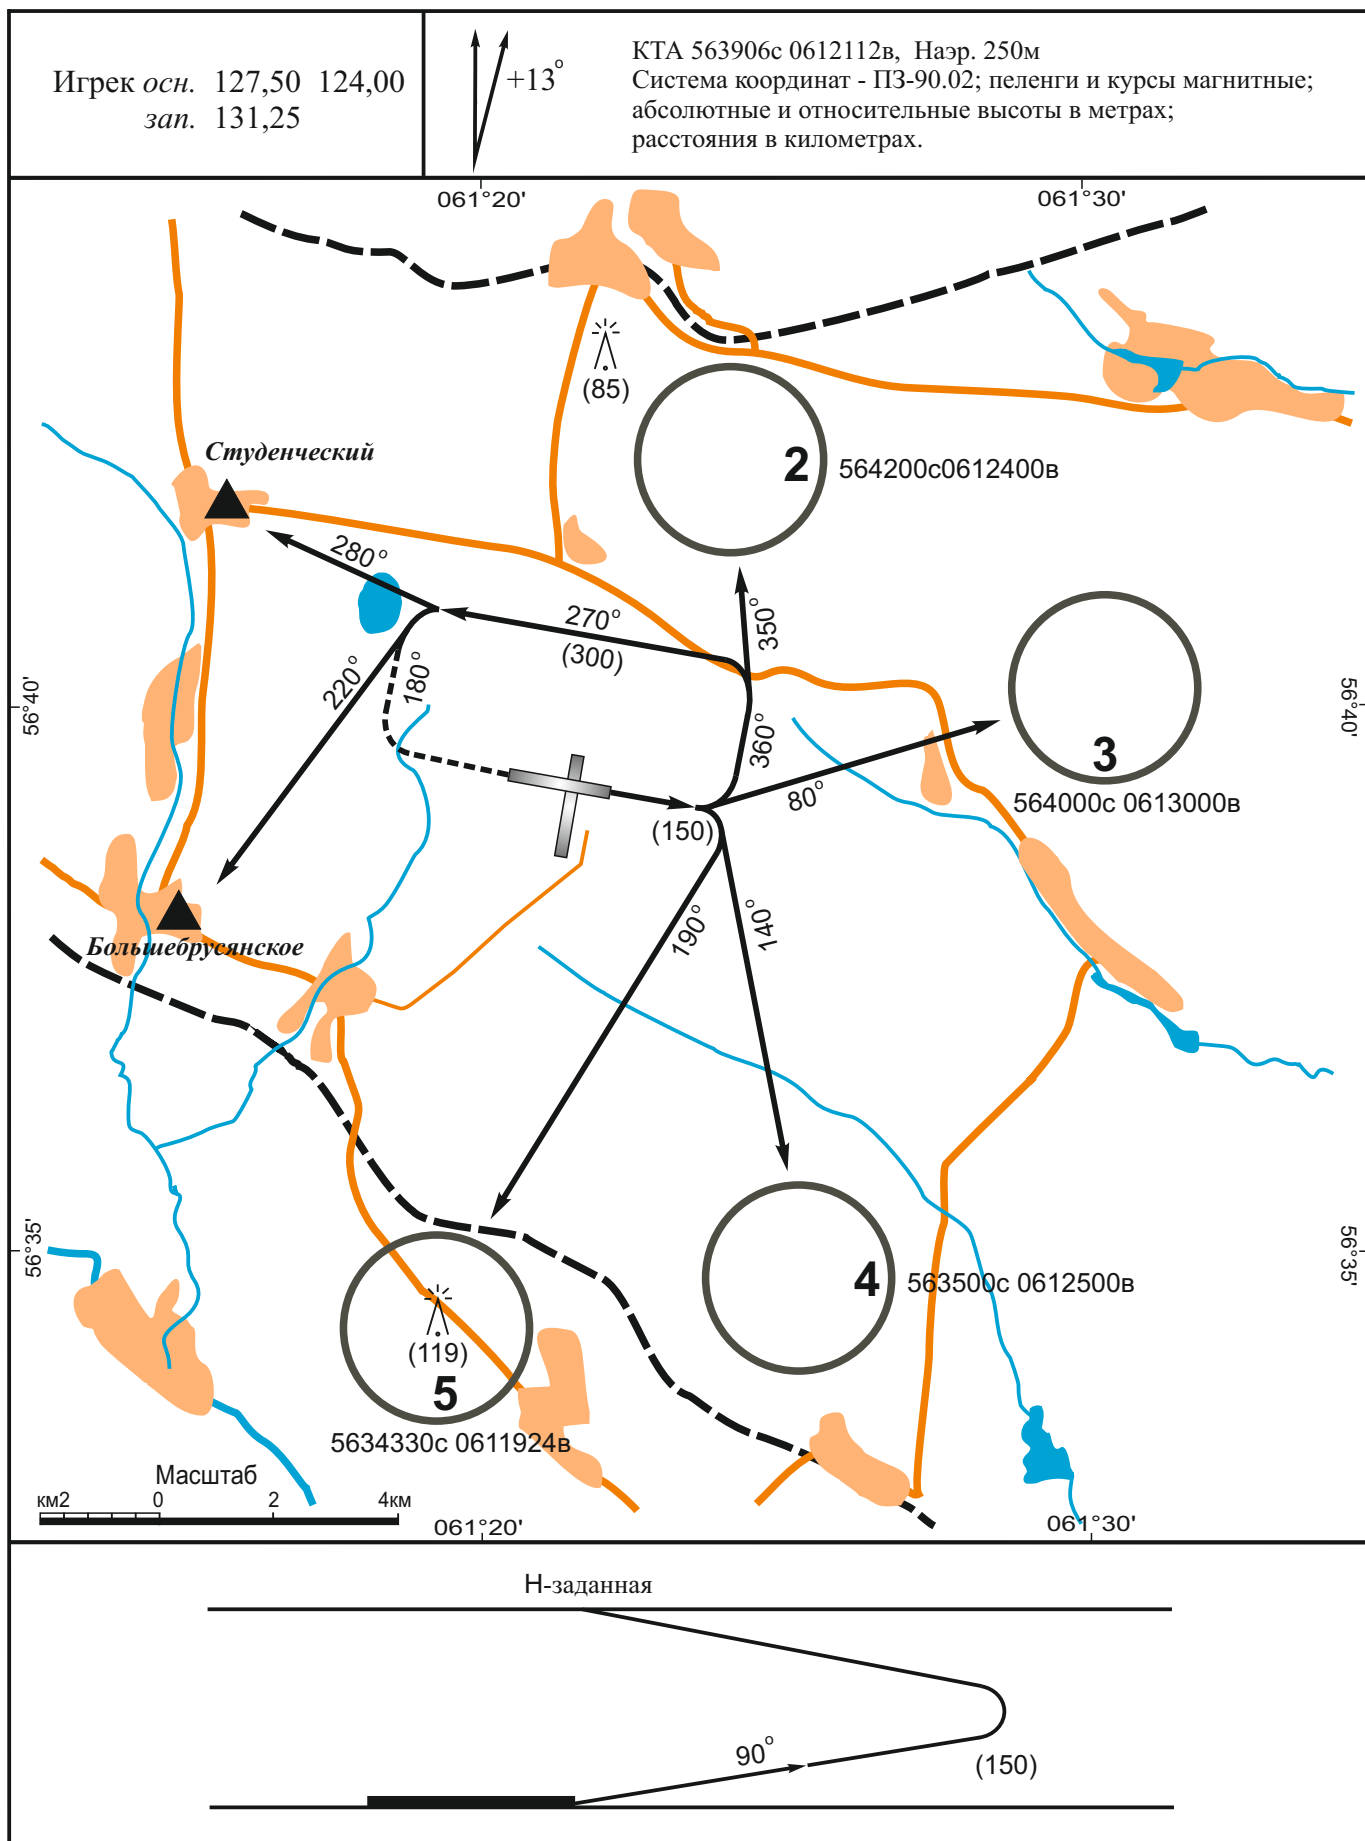 Игрек осн. 127,50 124,00
зап. 131,25
+13°
КТА 563906с 0612112в, Наэр. 250м
Система координат - ПЗ-90.02; пеленги и курсы магнитные;
абсолютные и относительные высоты в метрах;
расстояния в километрах.
061°20'
061°30'
(85)
Студенческий
2
564200с0612400в
280°
270°
(300)
350°
220°
180°
360°
56°40'
56°40'
3
80°
564000с 0613000в
(150)
190°
140°
Большебрусянское
56°35'
56°35'
4
563500с 0612500в
(119)
5
5634330с 0611924в
Масштаб
км2 0 2 4км
061°20'
061°30'
Н-заданная
90°
(150)